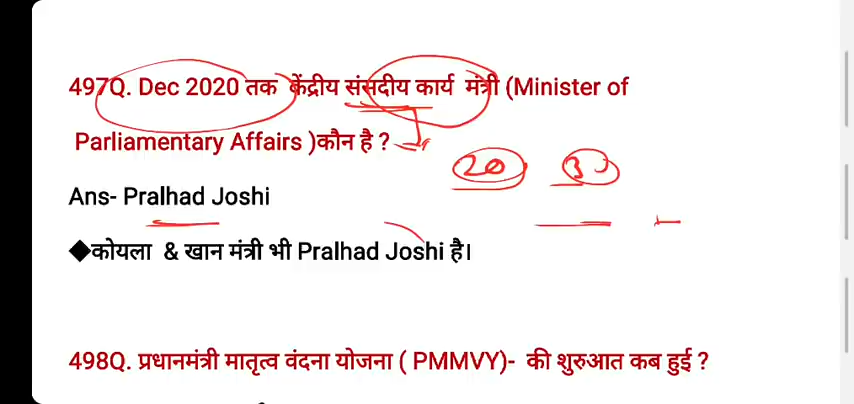 497Q. Dec 2020 तक केंद्रीय संसदीय कार्य मंत्री (Minister of
Parliamentary Affairs )कौन है ?
20
Ans- Pralhad Joshi
◆कोयला & खान मंत्री भी Pralhad Joshi है।
498Q. प्रधानमंत्री मातृत्व वंदना योजना ( PMMVY)- की शुरुआत कब हुई ?